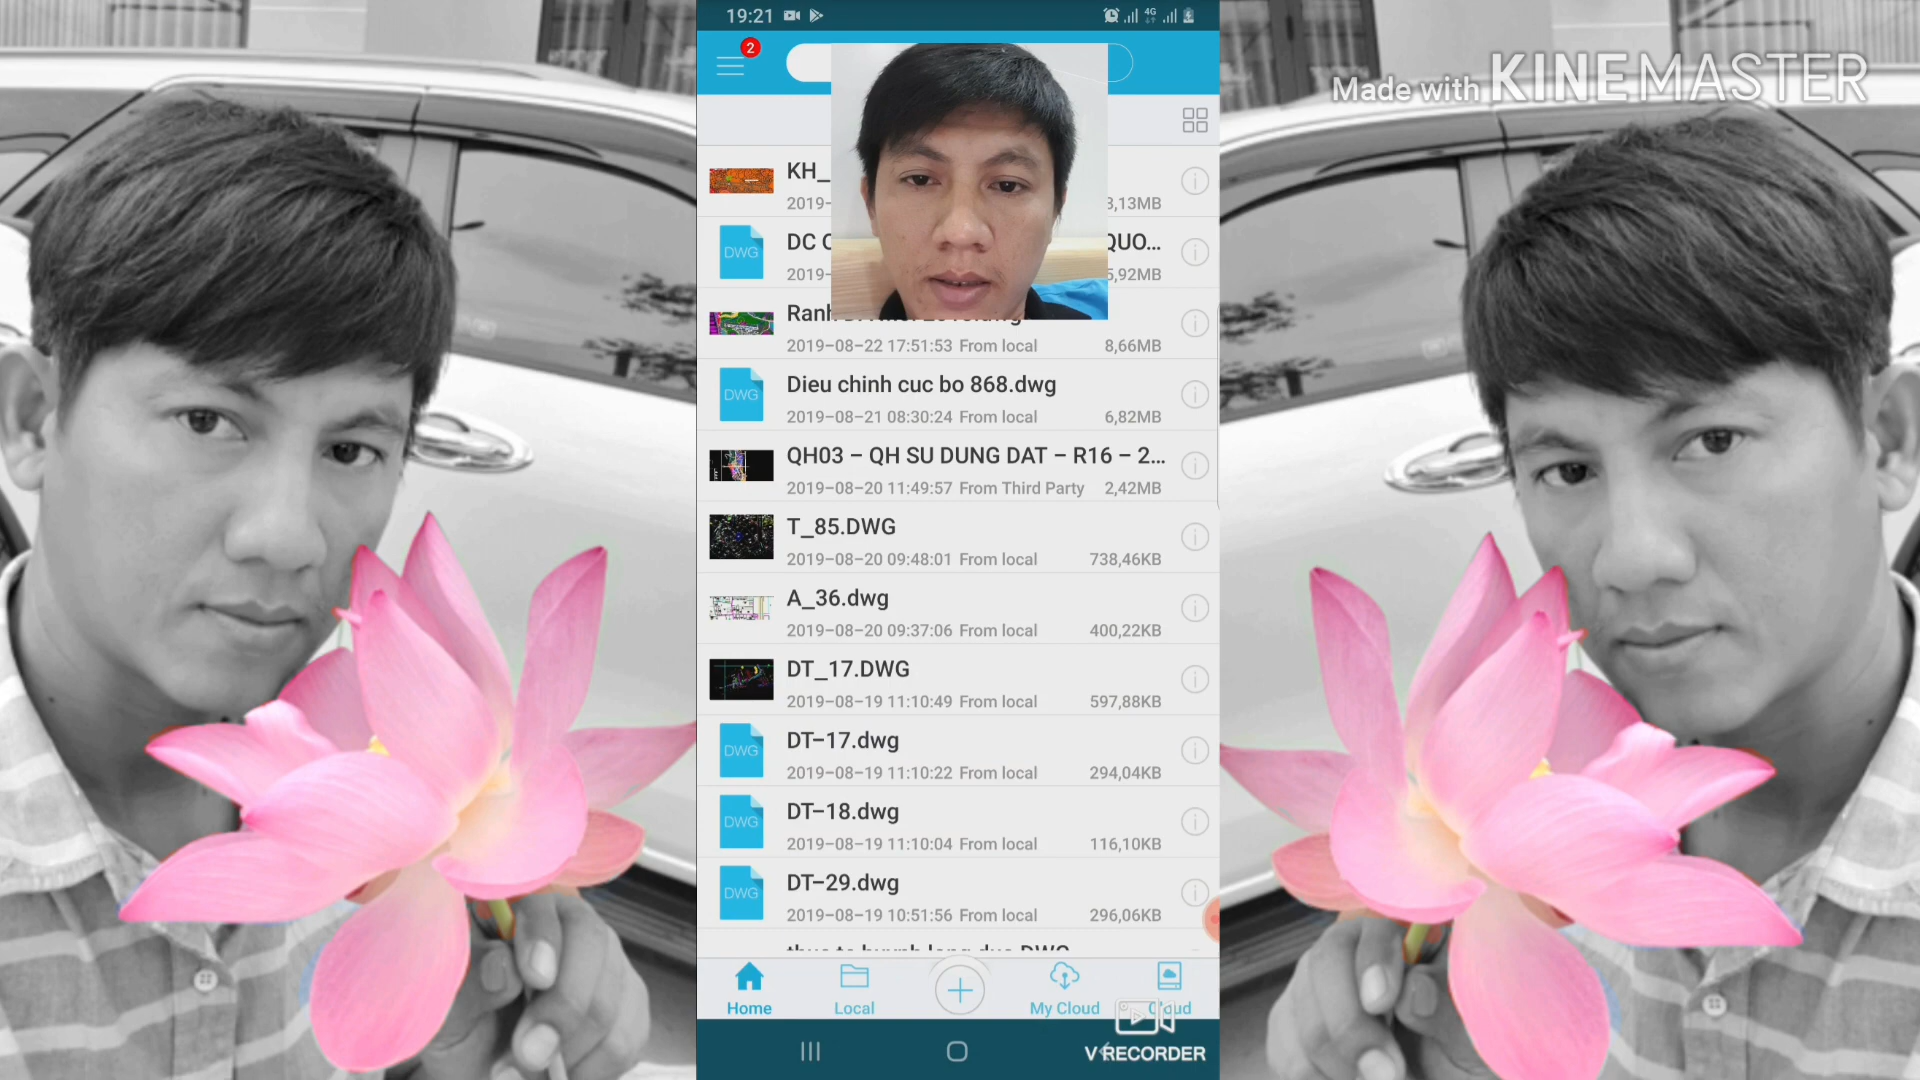 19:21
4G
2
Made with KINEMASTER
KH_
2019- 3,13MB
DWG
DC QUO...
2019- 5,92MB
2019-08-22 17:51:53 From local 8,66MB
DWG
Dieu chinh cuc bo 868.dwg
2019-08-21 08:30:24 From local 6,82MB
QH03 – QH SU DUNG DAT – R16 – 2...
2019-08-20 11:49:57 From Third Party 2,42MB
T_85.DWG
2019-08-20 09:48:01 From local 738,46KB
A_36.dwg
2019-08-20 09:37:06 From local 400,22KB
DT_17.DWG
2019-08-19 11:10:49 From local 597,88KB
DWG
DT-17.dwg
2019-08-19 11:10:22 From local 294,04KB
DWG
DT-18.dwg
2019-08-19 11:10:04 From local 116,10KB
DWG
DT-29.dwg
2019-08-19 10:51:56 From local 296,06KB
Home Local My Cloud
V RECORDER